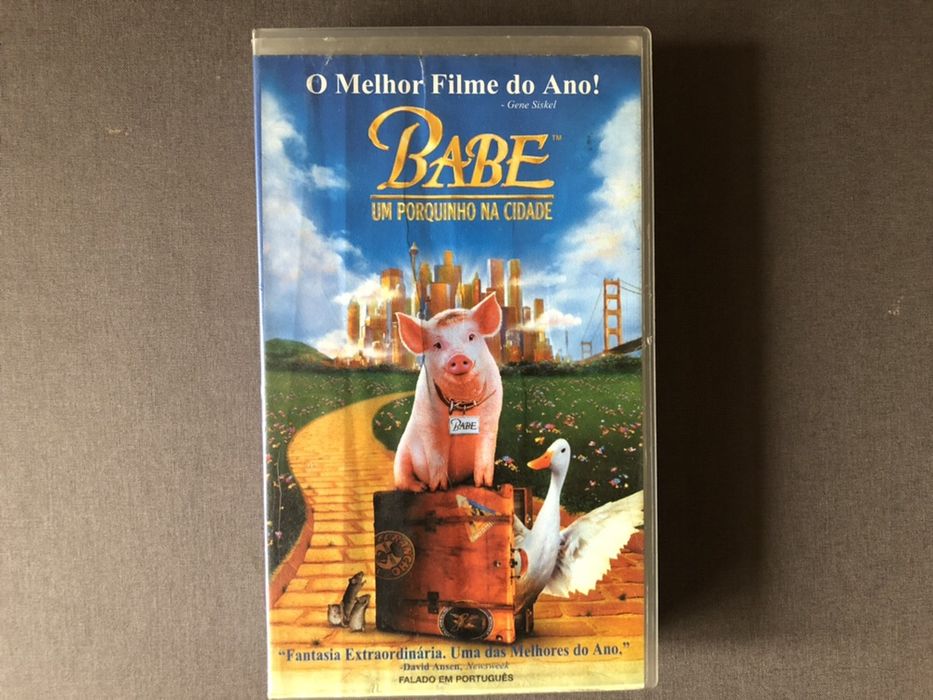 O Melhor Filme do Ano!
- Gene Siskel
BABE™
UM PORQUINHO NA CIDADE
BABE
"Fantasia Extraordinária. Uma das Melhores do Ano."
-David Ansen, Newsweek
FALADO EM PORTUGUÊS